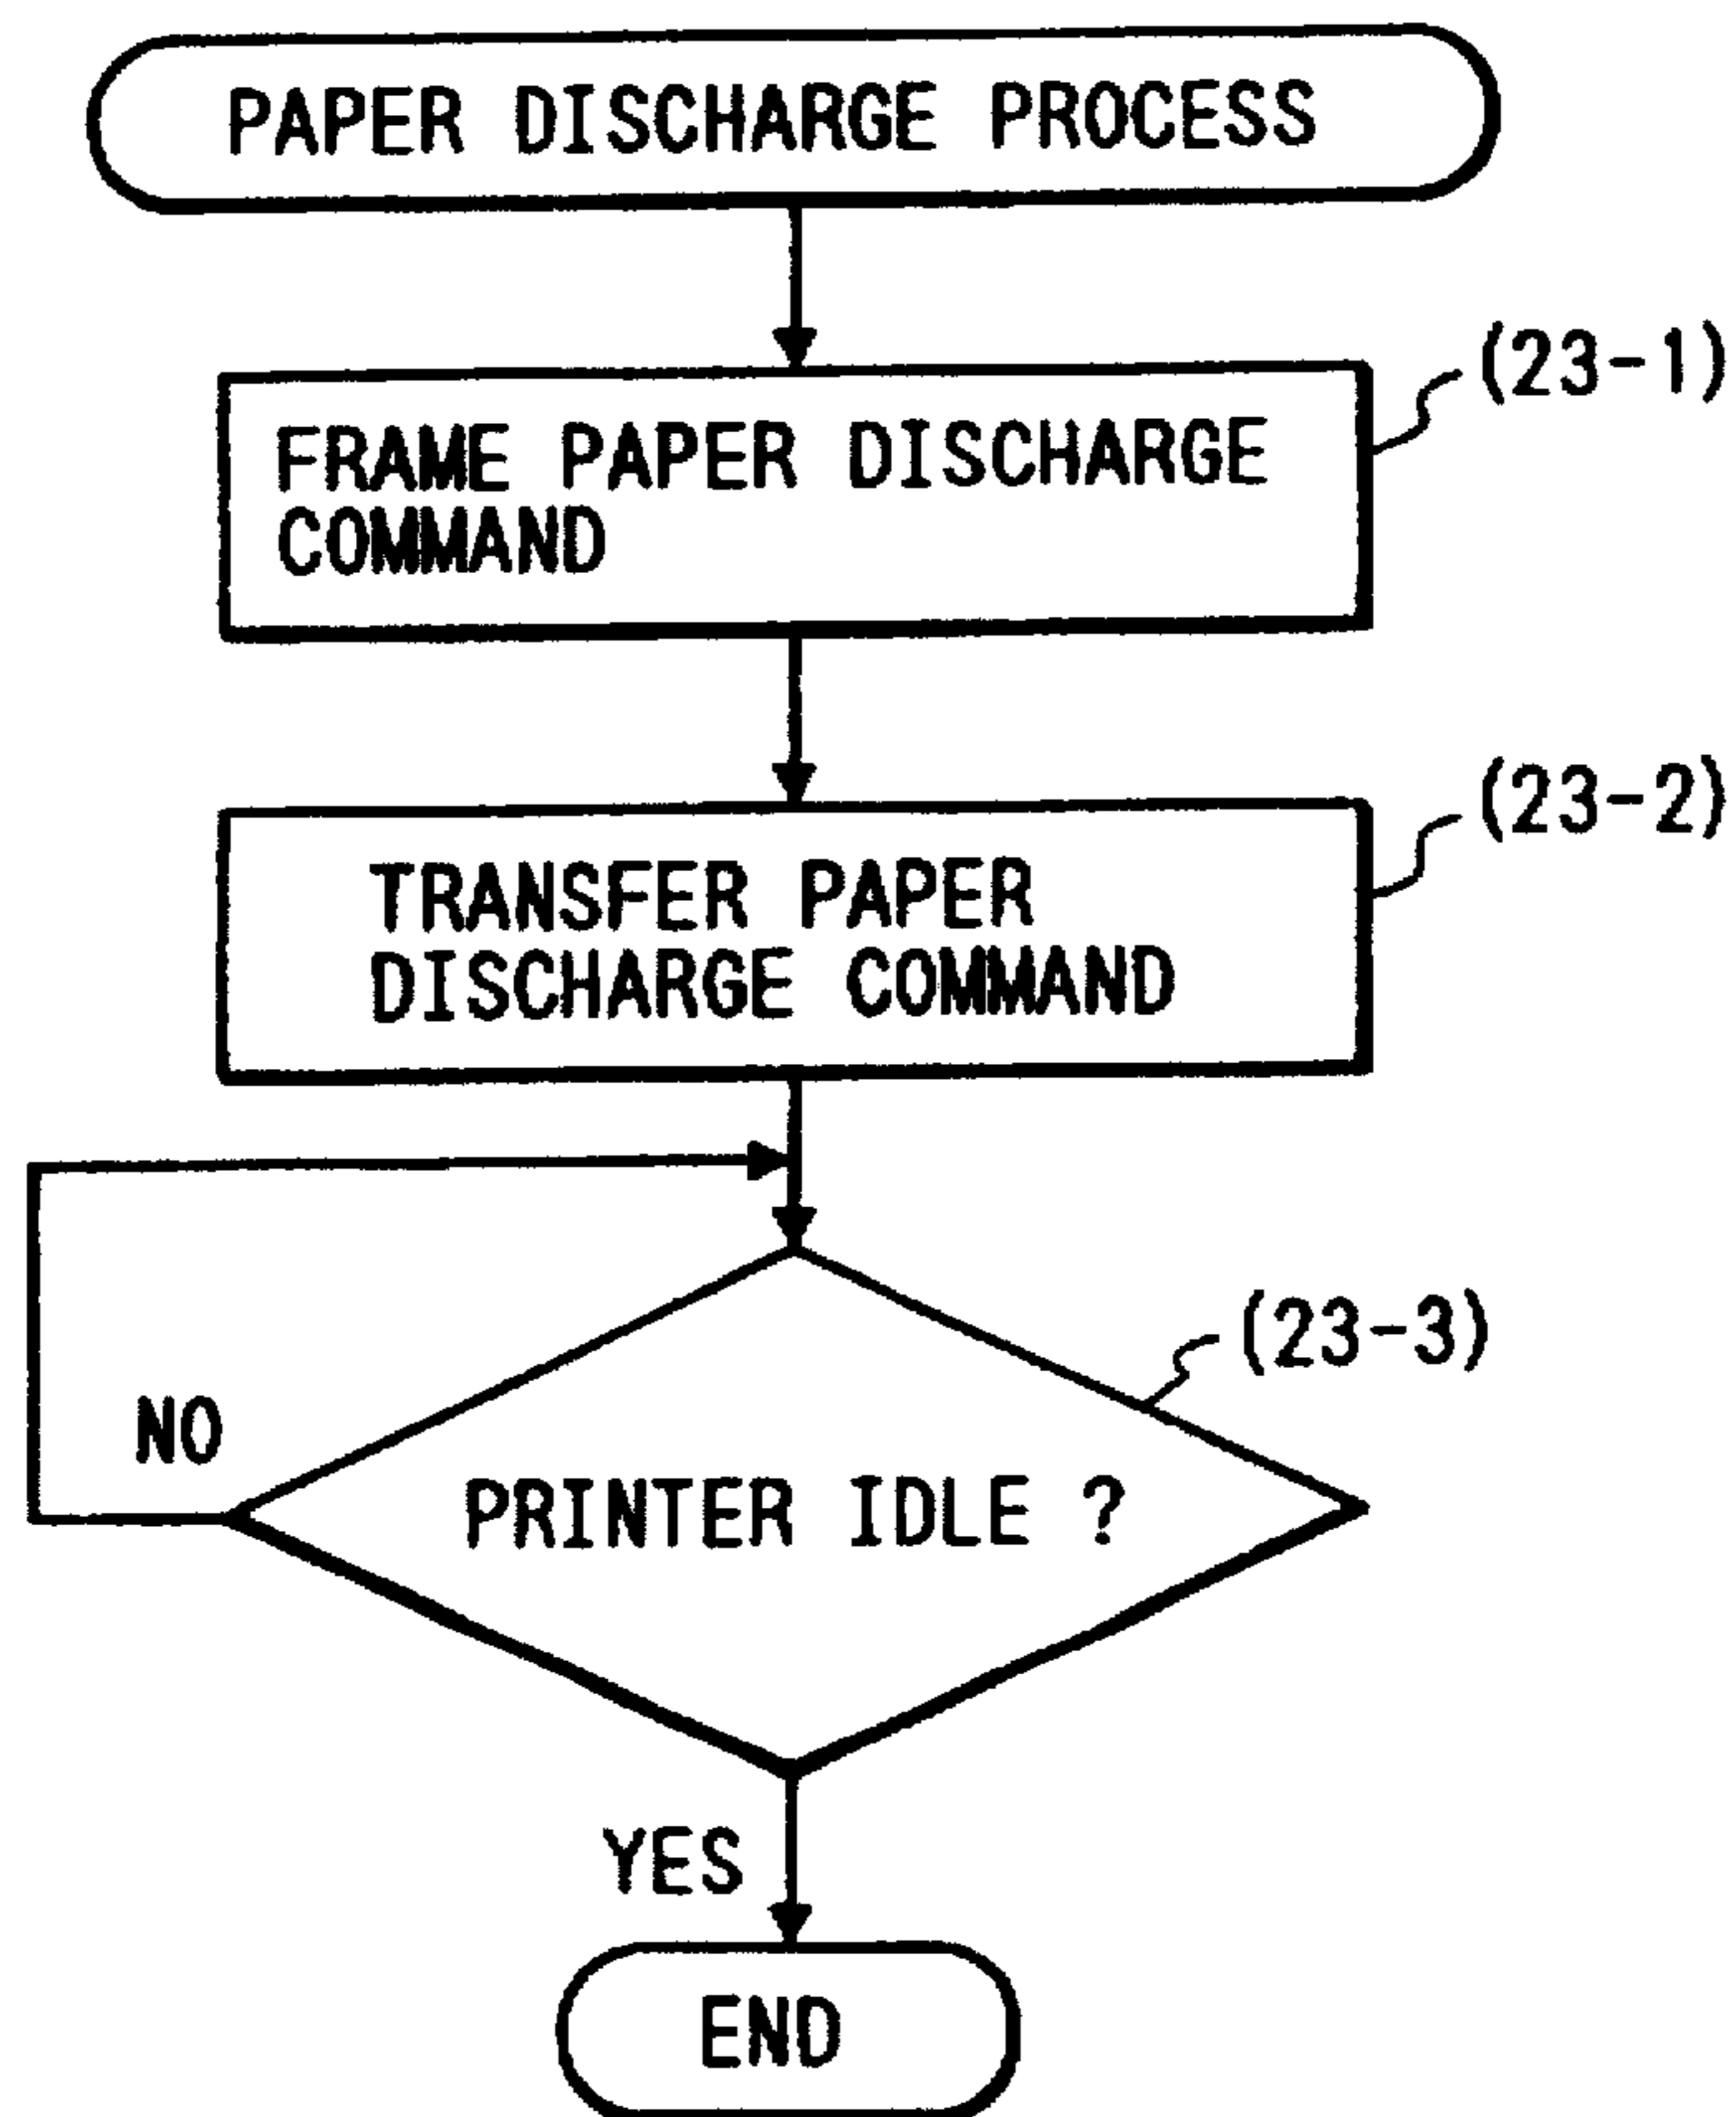 PAPER DISCHARGE PROCESS
(23-1)
FRAME PAPER DISCHARGE
COMMAND
(23-2)
TRANSFER PAPER
DISCHARGE COMMAND
(23-3)
NO
PRINTER IDLE ?
YES
END